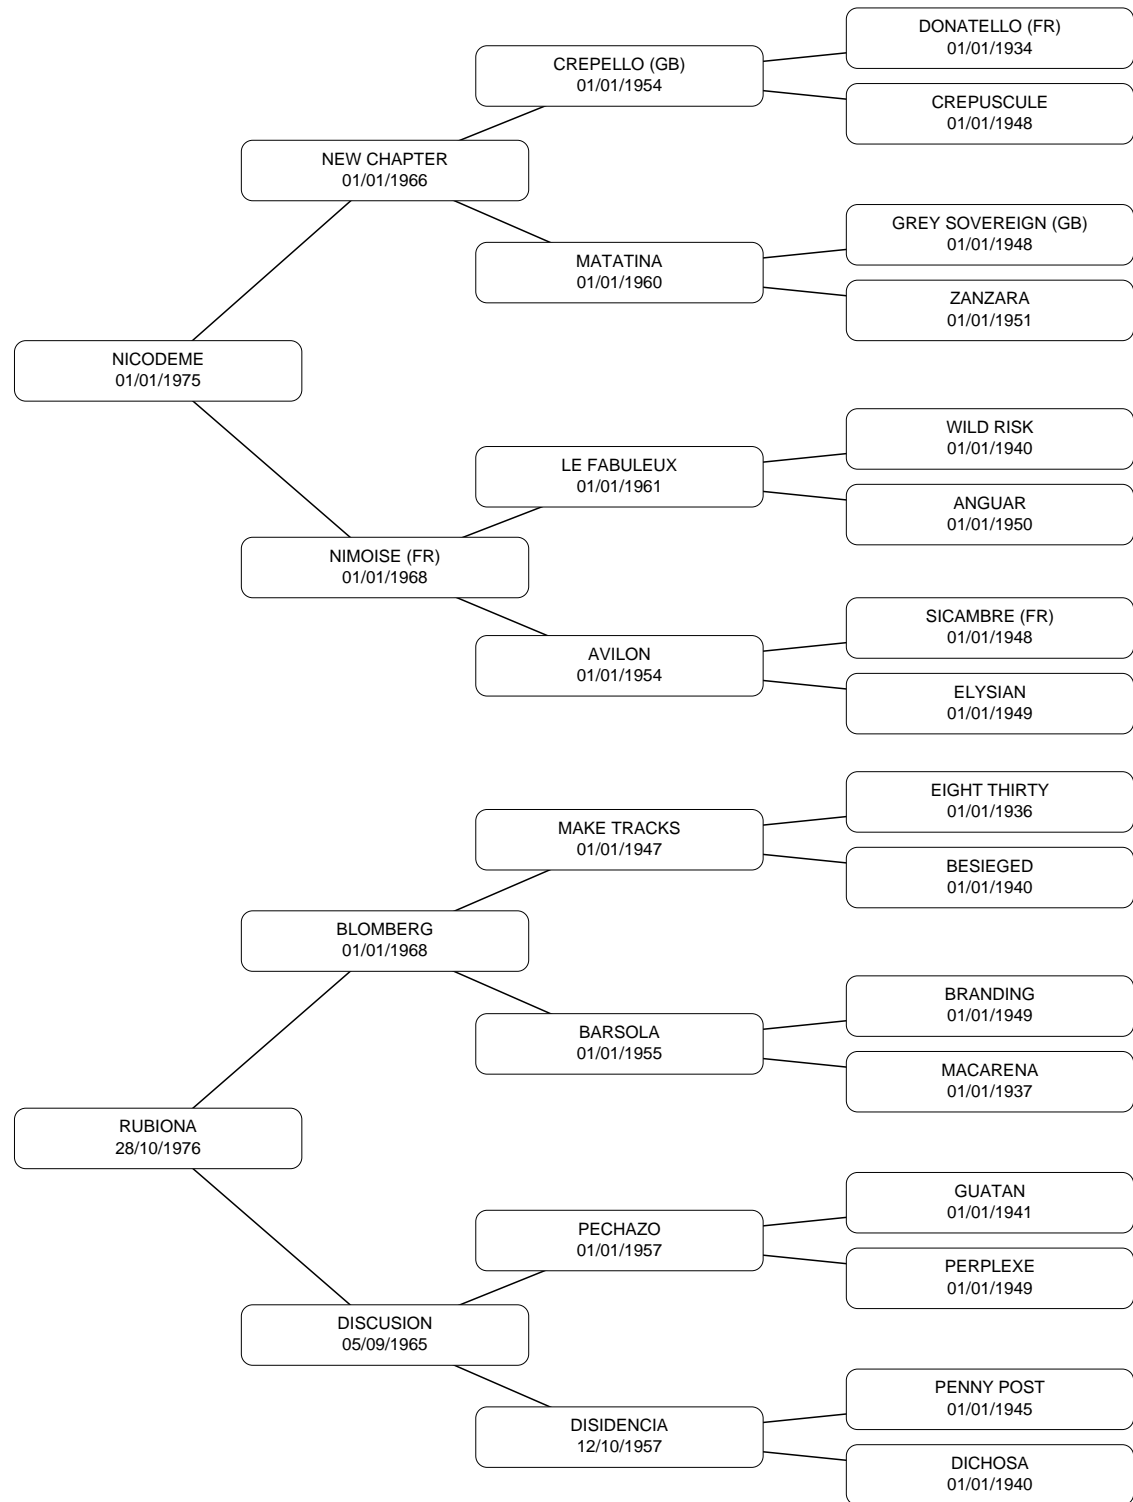 DONATELLO (FR)
01/01/1934
CREPELLO (GB)
01/01/1954
CREPUSCULE
01/01/1948
NEW CHAPTER
01/01/1966
GREY SOVEREIGN (GB)
01/01/1948
MATATINA
01/01/1960
ZANZARA
01/01/1951
NICODEME
01/01/1975
WILD RISK
01/01/1940
LE FABULEUX
01/01/1961
ANGUAR
01/01/1950
NIMOISE (FR)
01/01/1968
SICAMBRE (FR)
01/01/1948
AVILON
01/01/1954
ELYSIAN
01/01/1949
EIGHT THIRTY
01/01/1936
MAKE TRACKS
01/01/1947
BESIEGED
01/01/1940
BLOMBERG
01/01/1968
BRANDING
01/01/1949
BARSOLA
01/01/1955
MACARENA
01/01/1937
RUBIONA
28/10/1976
GUATAN
01/01/1941
PECHAZO
01/01/1957
PERPLEXE
01/01/1949
DISCUSION
05/09/1965
PENNY POST
01/01/1945
DISIDENCIA
12/10/1957
DICHOSA
01/01/1940